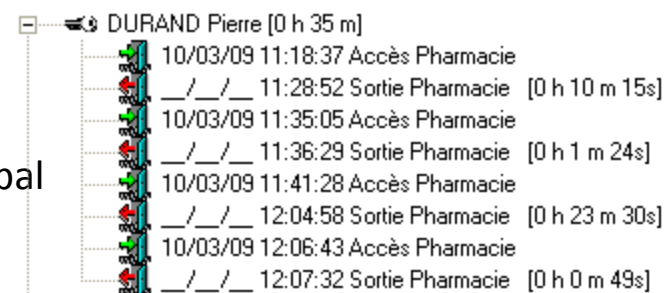 DURAND Pierre [0 h 35 m]
10/03/09 11:18:37 Accès Pharmacie
__/__/__ 11:28:52 Sortie Pharmacie [0 h 10 m 15s]
10/03/09 11:35:05 Accès Pharmacie
__/__/__ 11:36:29 Sortie Pharmacie [0 h 1 m 24s]
pal
10/03/09 11:41:28 Accès Pharmacie
__/__/__ 12:04:58 Sortie Pharmacie [0 h 23 m 30s]
10/03/09 12:06:43 Accès Pharmacie
__/__/__ 12:07:32 Sortie Pharmacie [0 h 0 m 49s]